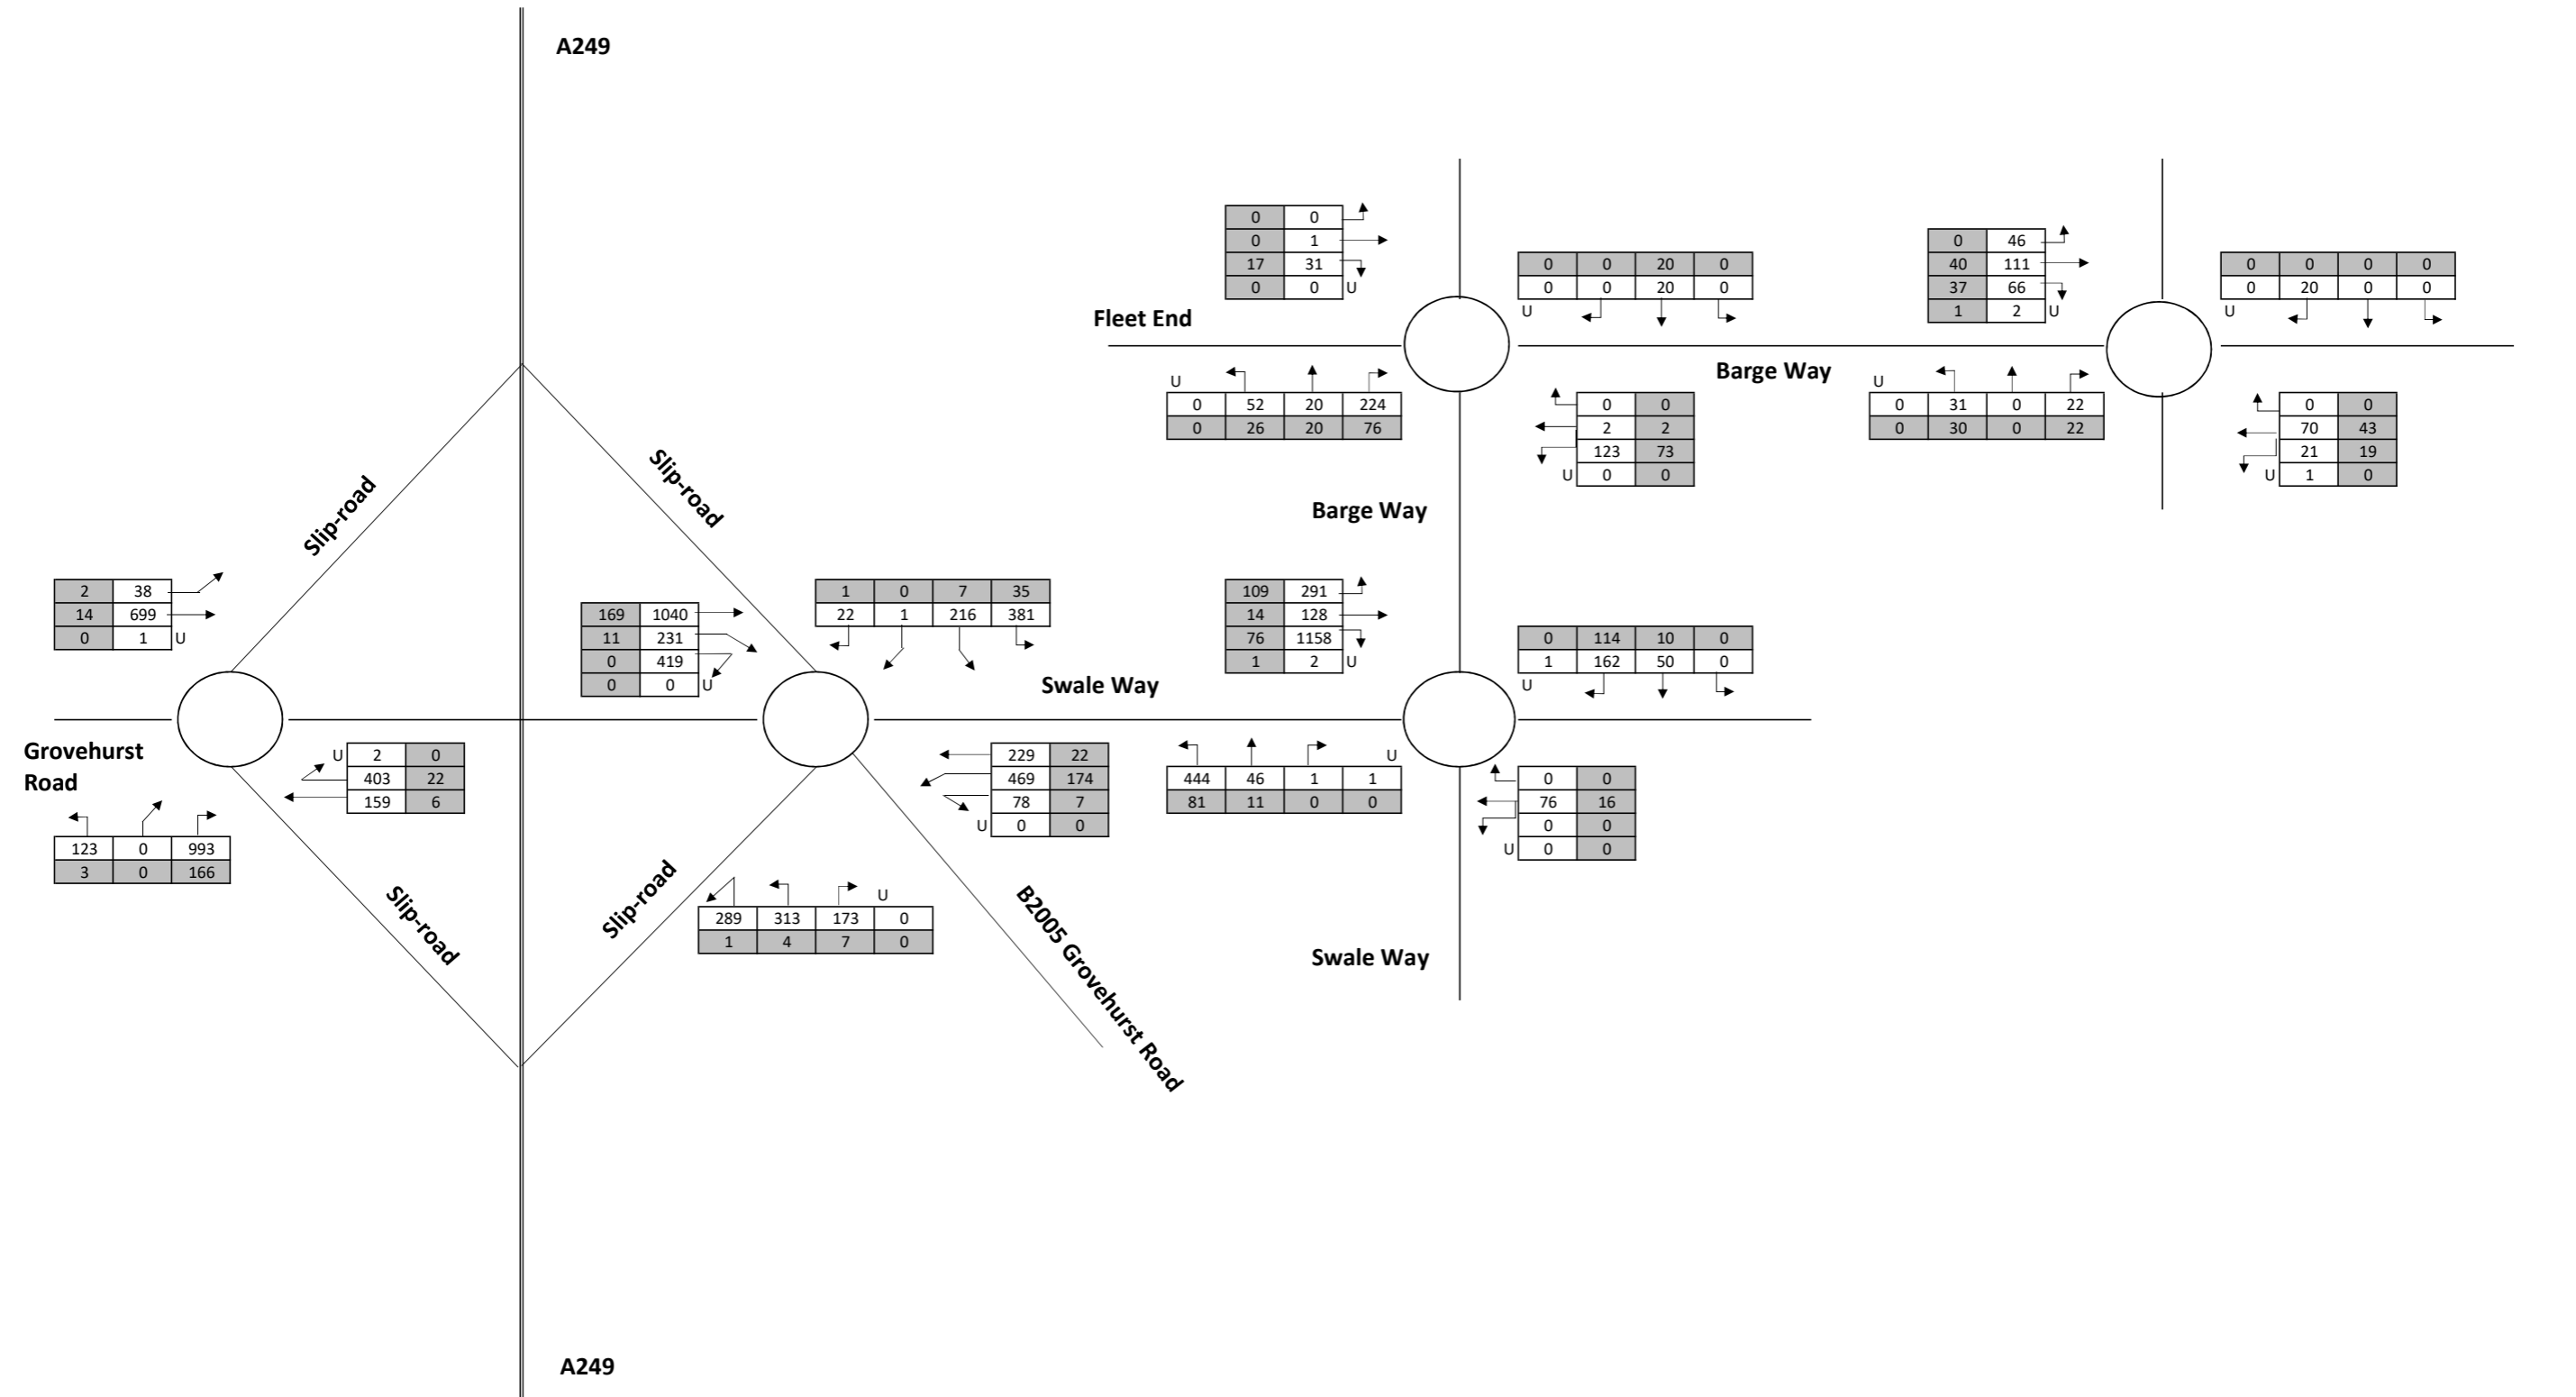 A249
0 0
0 1
17 31
0 0 U
0 0 20 0
0 0 20 0
U
0 46
40 111
37 66
1 2 U
0 0 0 0
0 20 0 0
U
Fleet End
Barge Way
U
0 52 20 224
0 26 20 76
0 0
2 2
123 73
U 0 0
U
0 31 0 22
0 30 0 22
0 0
70 43
21 19
U 1 0
Slip-road
Slip-road
Barge Way
2 38
14 699
0 1 U
169 1040
11 231
0 419
0 0 U
1 0 7 35
22 1 216 381
109 291
14 128
76 1158
1 2 U
0 114 10 0
1 162 50 0
U
Swale Way
Grovehurst
Road
U 2 0
403 22
159 6
123 0 993
3 0 166
229 22
469 174
78 7
U 0 0
U
444 46 1 1
81 11 0 0
0 0
76 16
0 0
U 0 0
Slip-road
Slip-road
U
289 313 173 0
1 4 7 0
B2005 Grovehurst Road
Swale Way
A249